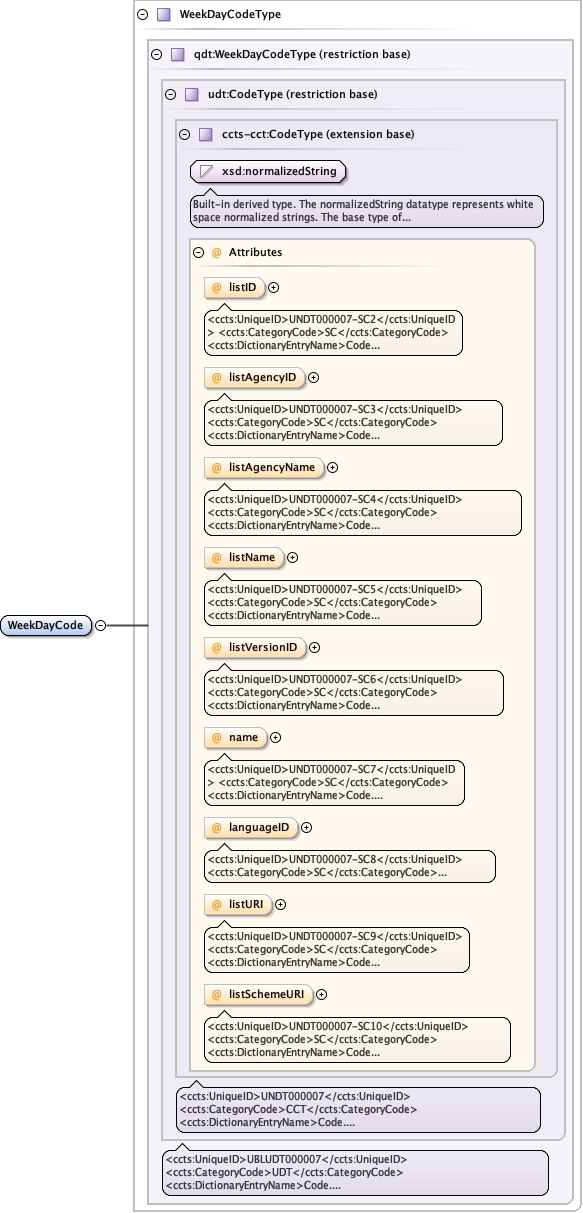 WeekDayCodeType
qdt:WeekDayCodeType (restriction base)
udt:CodeType (restriction base)
ccts-cct:CodeType (extension base)
xsd:normalizedString
Built-in derived type. The normalizedString datatype represents white
space normalized strings. The base type of...
@ Attributes
@ listID
<ccts:UniqueID>UNDT000007-SC2</ccts:UniqueID
> <ccts:CategoryCode>SC</ccts:CategoryCode>
<ccts:DictionaryEntryName>Code...
@ listAgencyID
<ccts:UniqueID>UNDT000007-SC3</ccts:UniqueID>
<ccts:CategoryCode>SC</ccts:CategoryCode>
<ccts:DictionaryEntryName>Code...
@ listAgencyName
<ccts:UniqueID>UNDT000007-SC4</ccts:UniqueID>
<ccts:CategoryCode>SC</ccts:CategoryCode>
<ccts:DictionaryEntryName>Code...
@ listName
<ccts:UniqueID>UNDT000007-SC5</ccts:UniqueID>
<ccts:CategoryCode>SC</ccts:CategoryCode>
<ccts:DictionaryEntryName>Code...
WeekDayCode
@ listVersionID
<ccts:UniqueID>UNDT000007-SC6</ccts:UniqueID>
<ccts:CategoryCode>SC</ccts:CategoryCode>
<ccts:DictionaryEntryName>Code...
@ name
<ccts:UniqueID>UNDT000007-SC7</ccts:UniqueID
> <ccts:CategoryCode>SC</ccts:CategoryCode>
<ccts:DictionaryEntryName>Code....
@ languageID
<ccts:UniqueID>UNDT000007-SC8</ccts:UniqueID>
<ccts:CategoryCode>SC</ccts:CategoryCode>...
@ listURI
<ccts:UniqueID>UNDT000007-SC9</ccts:UniqueID>
<ccts:CategoryCode>SC</ccts:CategoryCode>
<ccts:DictionaryEntryName>Code...
@ listSchemeURI
<ccts:UniqueID>UNDT000007-SC10</ccts:UniqueID>
<ccts:CategoryCode>SC</ccts:CategoryCode>
<ccts:DictionaryEntryName>Code...
<ccts:UniqueID>UNDT000007</ccts:UniqueID>
<ccts:CategoryCode>CCT</ccts:CategoryCode>
<ccts:DictionaryEntryName>Code....
<ccts:UniqueID>UBLUDT000007</ccts:UniqueID>
<ccts:CategoryCode>UDT</ccts:CategoryCode>
<ccts:DictionaryEntryName>Code....